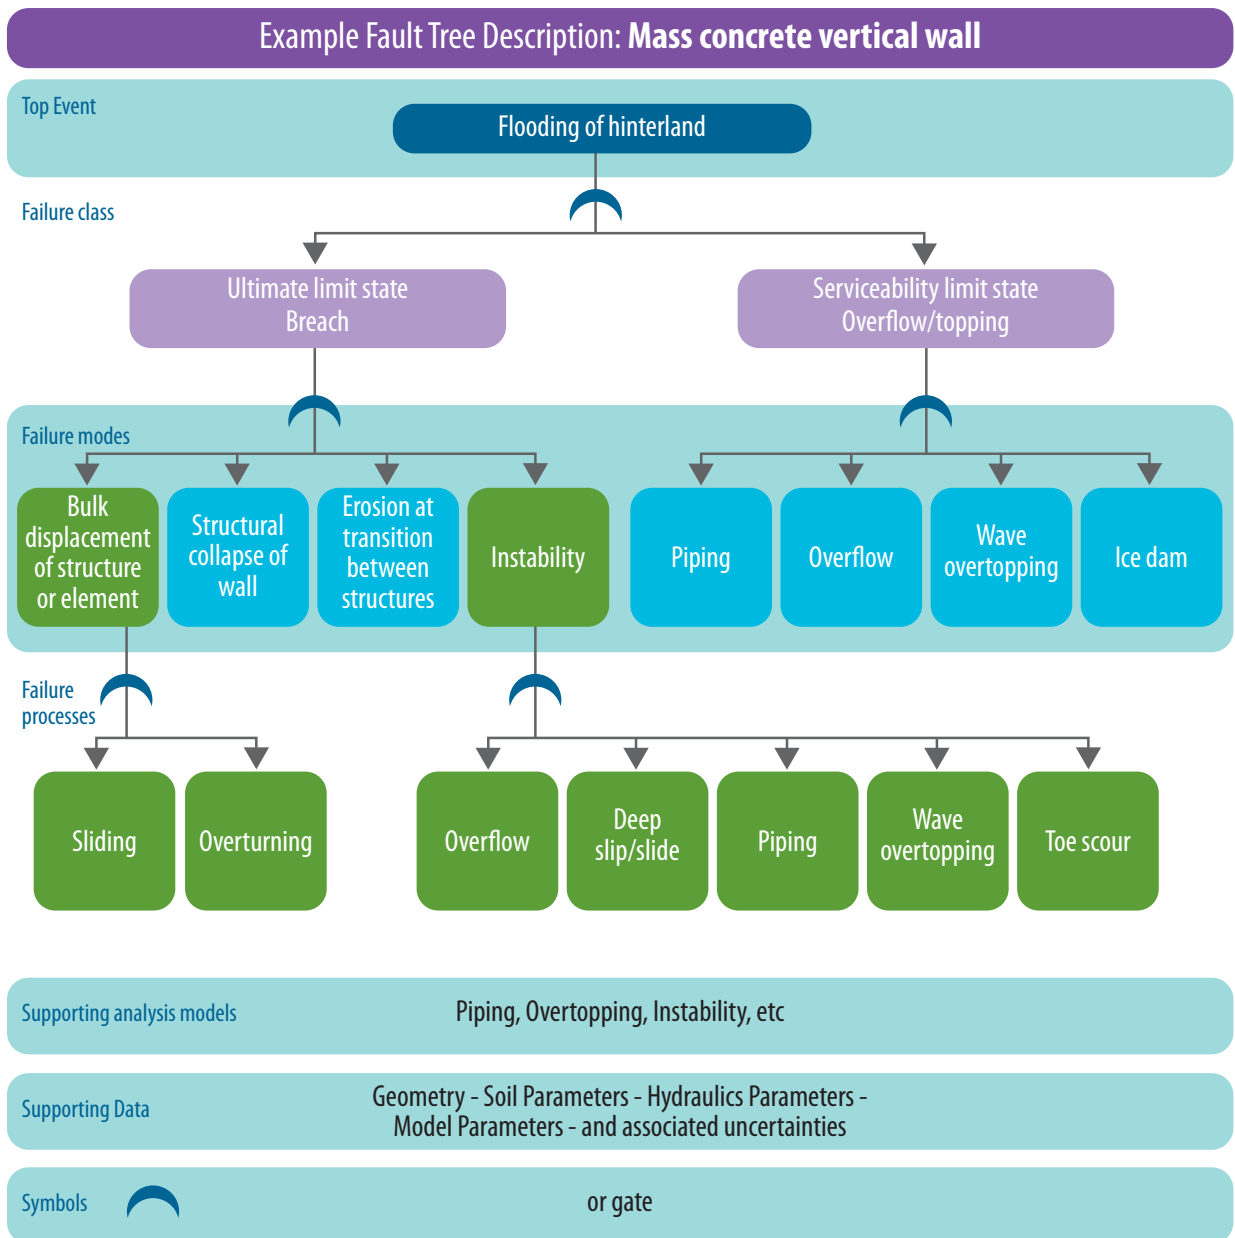 Example Fault Tree Description: Mass concrete vertical wall
Top Event
Flooding of hinterland
Failure class
Ultimate limit state
Breach
Serviceability limit state
Overflow/topping
Failure modes
Bulk
displacement
of structure
or element
Structural
collapse of
wall
Erosion at
transition
between
structures
Instability
Piping
Overflow
Wave
overtopping
Ice dam
Failure
processes
Sliding
Overturning
Overflow
Deep
slip/slide
Piping
Wave
overtopping
Toe scour
Supporting analysis models
Piping, Overtopping, Instability, etc
Supporting Data
Geometry - Soil Parameters - Hydraulics Parameters -
Model Parameters - and associated uncertainties
Symbols
or gate